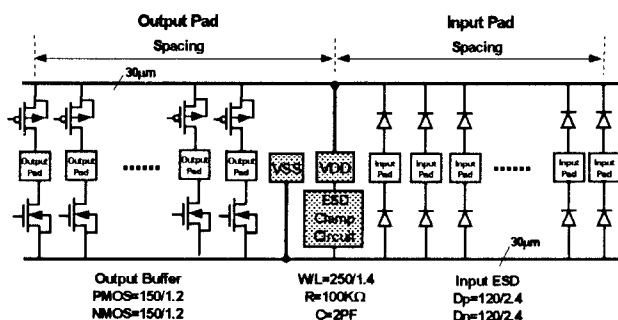 Output Pad
Input Pad
Spacing
Spacing
30μm
Output Pad
Output Pad
Output Pad
Output Pad
VSS
VDD
Input Pad
Input Pad
Input Pad
Input Pad
Input Pad
ESD Clamp Circuit
30μm
Output Buffer
PMOS=150/1.2
NMOS=150/1.2
W/L=250/1.4
R=100KΩ
C=2PF
Input ESD
Dp=120/2.4
Dn=120/2.4